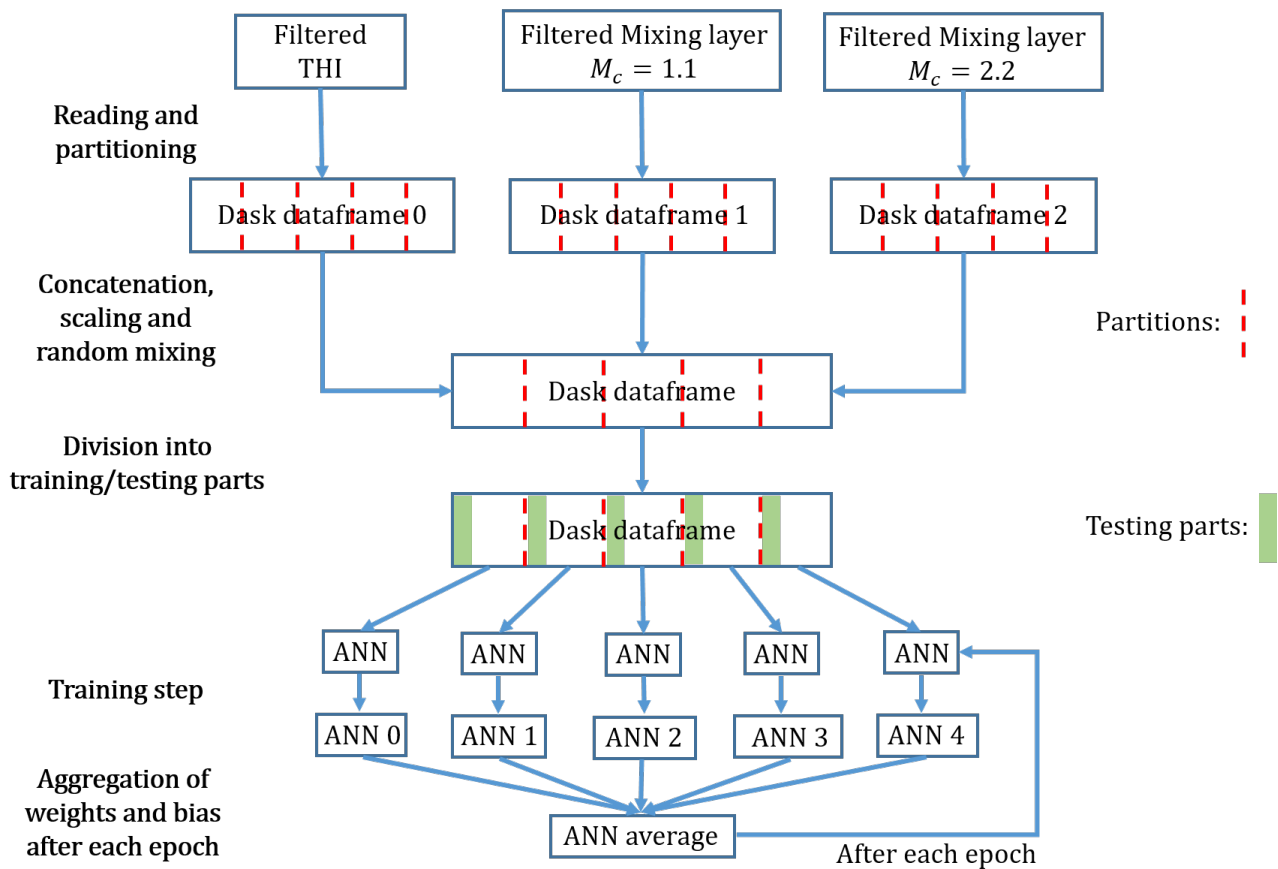 Filtered
THI
Filtered Mixing layer
M_c = 1.1
Filtered Mixing layer
M_c = 2.2
Reading and
partitioning
Dask dataframe 0
Dask dataframe 1
Dask dataframe 2
Concatenation,
scaling and
random mixing
Partitions:
Dask dataframe
Division into
training/testing parts
Dask dataframe
Testing parts:
ANN
ANN
ANN
ANN
ANN
Training step
ANN 0
ANN 1
ANN 2
ANN 3
ANN 4
Aggregation of
weights and bias
after each epoch
ANN average
After each epoch